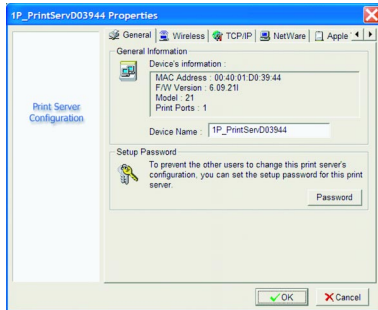 1P_PrintServD03944 Properties
General Wireless TCP/IP NetWare Apple
General Information
Device's information :
MAC Address : 00:40:01:D0:39:44
F/W Version : 6.09.21I
Model : 21
Print Ports : 1
Print Server
Configuration
Device Name : 1P_PrintServD03944
Setup Password
To prevent the other users to change this print server's
configuration, you can set the setup password for this print
server.
Password
OK Cancel